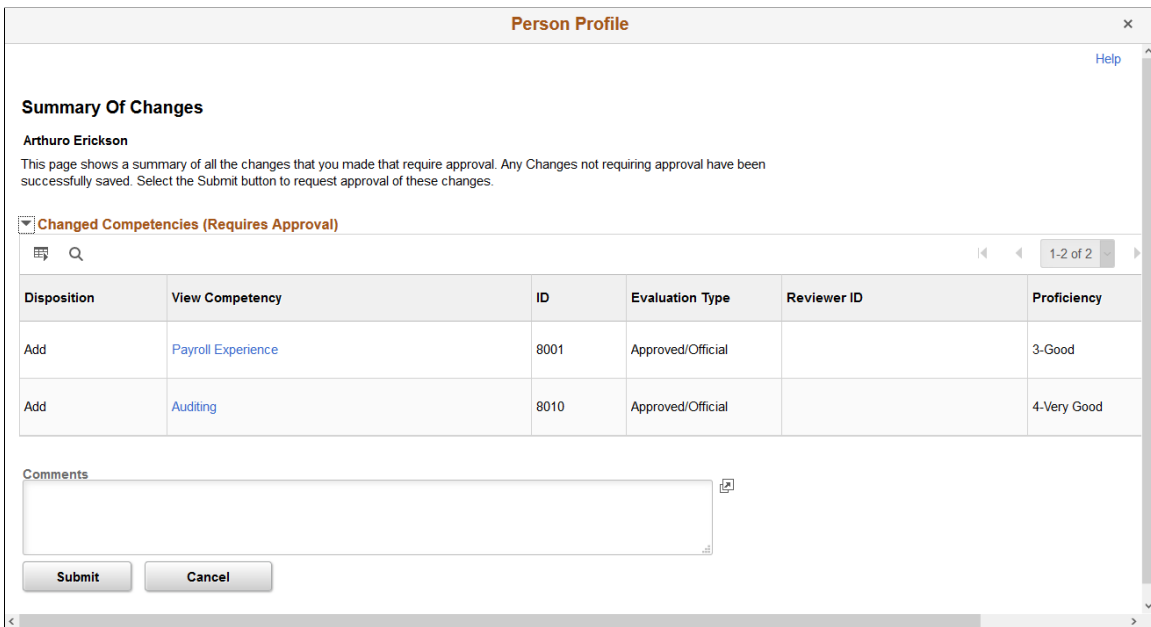 Person Profile
×
Help
Summary Of Changes
Arthuro Erickson
This page shows a summary of all the changes that you made that require approval. Any Changes not requiring approval have been
successfully saved. Select the Submit button to request approval of these changes.
Changed Competencies (Requires Approval)
1-2 of 2
Disposition View Competency ID Evaluation Type Reviewer ID Proficiency
Add Payroll Experience 8001 Approved/Official 3-Good
Add Auditing 8010 Approved/Official 4-Very Good
Comments
Submit Cancel